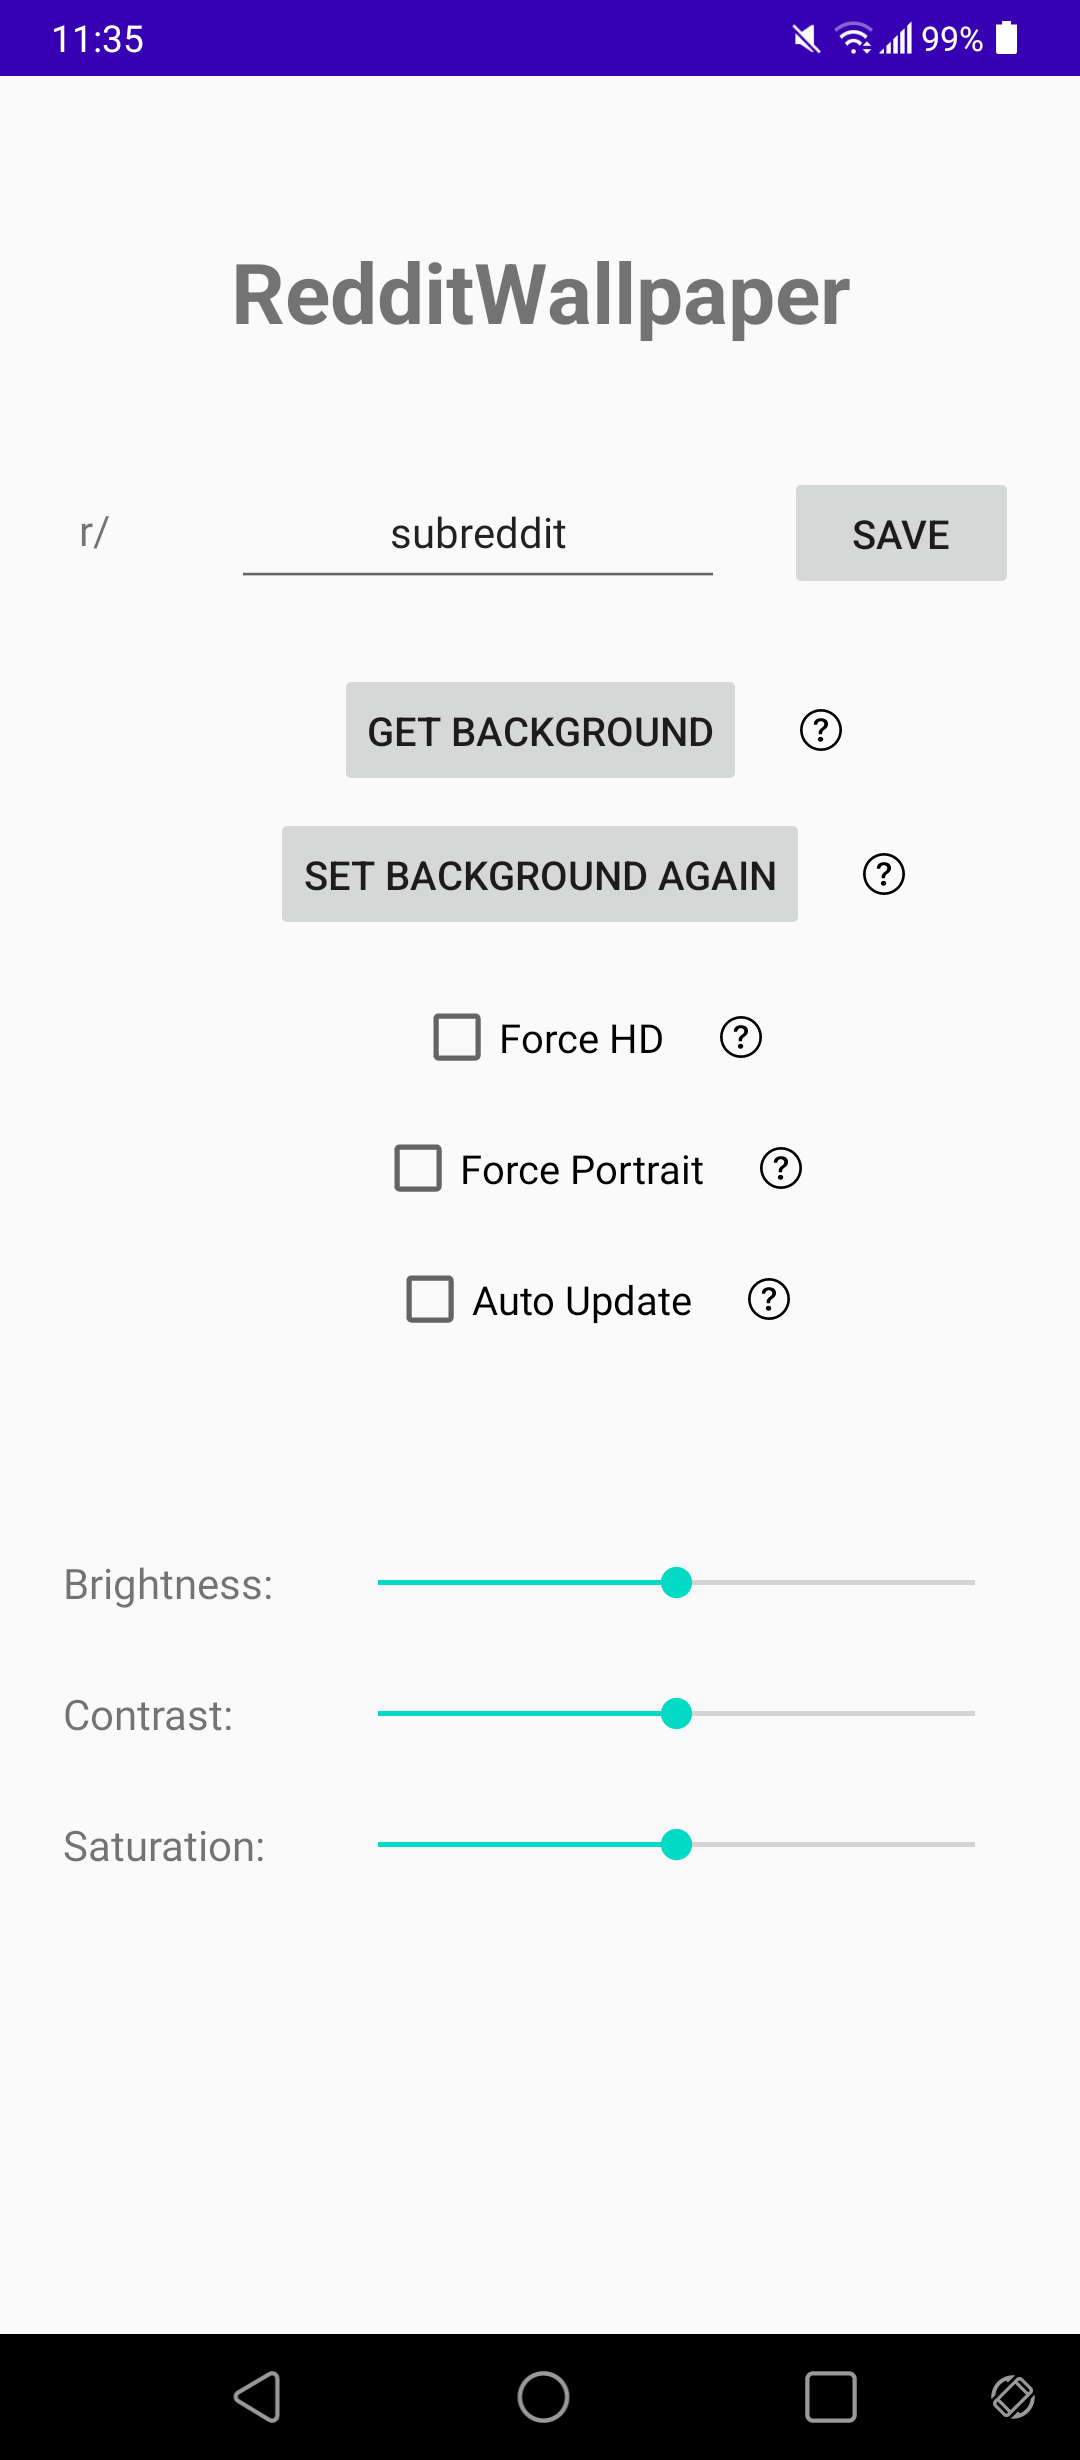 11:35 99%
RedditWallpaper
r/ subreddit SAVE
GET BACKGROUND ?
SET BACKGROUND AGAIN ?
Force HD ?
Force Portrait ?
Auto Update ?
Brightness:
Contrast:
Saturation: